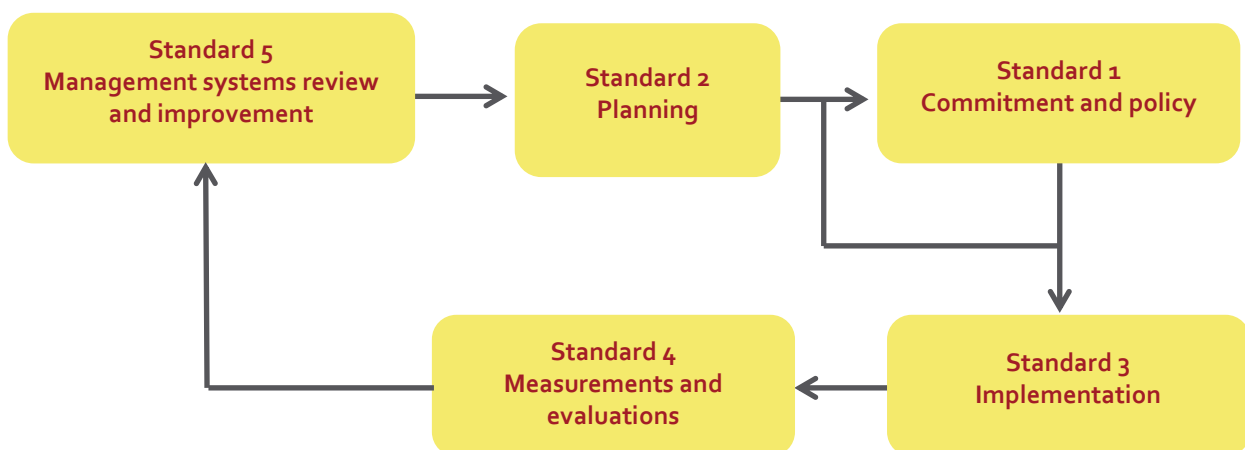 Standard 5
Management systems review
and improvement
Standard 2
Planning
Standard 1
Commitment and policy
Standard 4
Measurements and
evaluations
Standard 3
Implementation